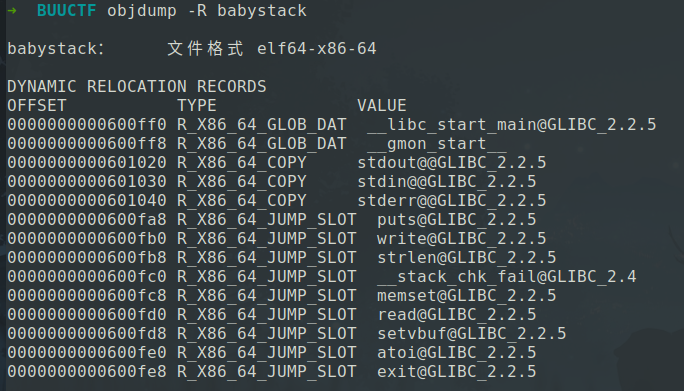 ➜  BUUCTF objdump -R babystack
babystack:      文件格式 elf64-x86-64
DYNAMIC RELOCATION RECORDS
OFFSET           TYPE              VALUE
0000000000600ff0 R_X86_64_GLOB_DAT  __libc_start_main@GLIBC_2.2.5
0000000000600ff8 R_X86_64_GLOB_DAT  __gmon_start__
0000000000601020 R_X86_64_COPY     stdout@@GLIBC_2.2.5
0000000000601030 R_X86_64_COPY     stdin@@GLIBC_2.2.5
0000000000601040 R_X86_64_COPY     stderr@@GLIBC_2.2.5
0000000000600fa8 R_X86_64_JUMP_SLOT  puts@GLIBC_2.2.5
0000000000600fb0 R_X86_64_JUMP_SLOT  write@GLIBC_2.2.5
0000000000600fb8 R_X86_64_JUMP_SLOT  strlen@GLIBC_2.2.5
0000000000600fc0 R_X86_64_JUMP_SLOT  __stack_chk_fail@GLIBC_2.4
0000000000600fc8 R_X86_64_JUMP_SLOT  memset@GLIBC_2.2.5
0000000000600fd0 R_X86_64_JUMP_SLOT  read@GLIBC_2.2.5
0000000000600fd8 R_X86_64_JUMP_SLOT  setvbuf@GLIBC_2.2.5
0000000000600fe0 R_X86_64_JUMP_SLOT  atoi@GLIBC_2.2.5
0000000000600fe8 R_X86_64_JUMP_SLOT  exit@GLIBC_2.2.5